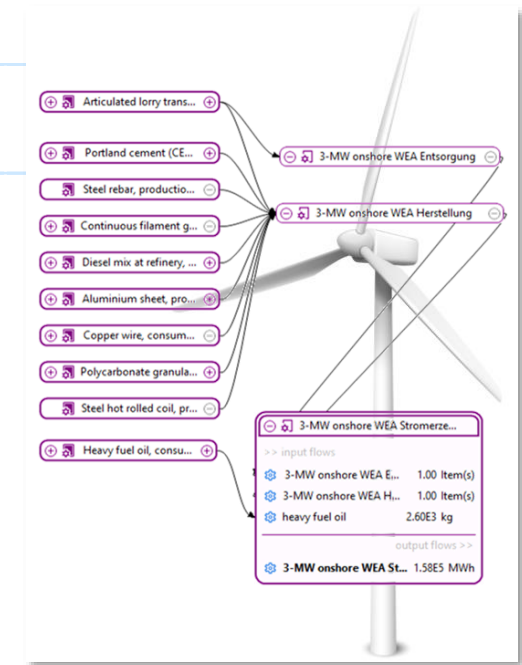 Articulated lorry trans...
Portland cement (CE...
3-MW onshore WEA Entsorgung
Steel rebar, productio...
3-MW onshore WEA Herstellung
Continuous filament g...
Diesel mix at refinery, ...
Aluminium sheet, pro...
Copper wire, consum...
Polycarbonate granula...
Steel hot rolled coil, pr...
3-MW onshore WEA Stromerze...
Heavy fuel oil, consu...
>> input flows
3-MW onshore WEA E... 1.00 Item(s)
3-MW onshore WEA H... 1.00 Item(s)
heavy fuel oil 2.60E3 kg
output flows >>
3-MW onshore WEA St... 1.58E5 MWh